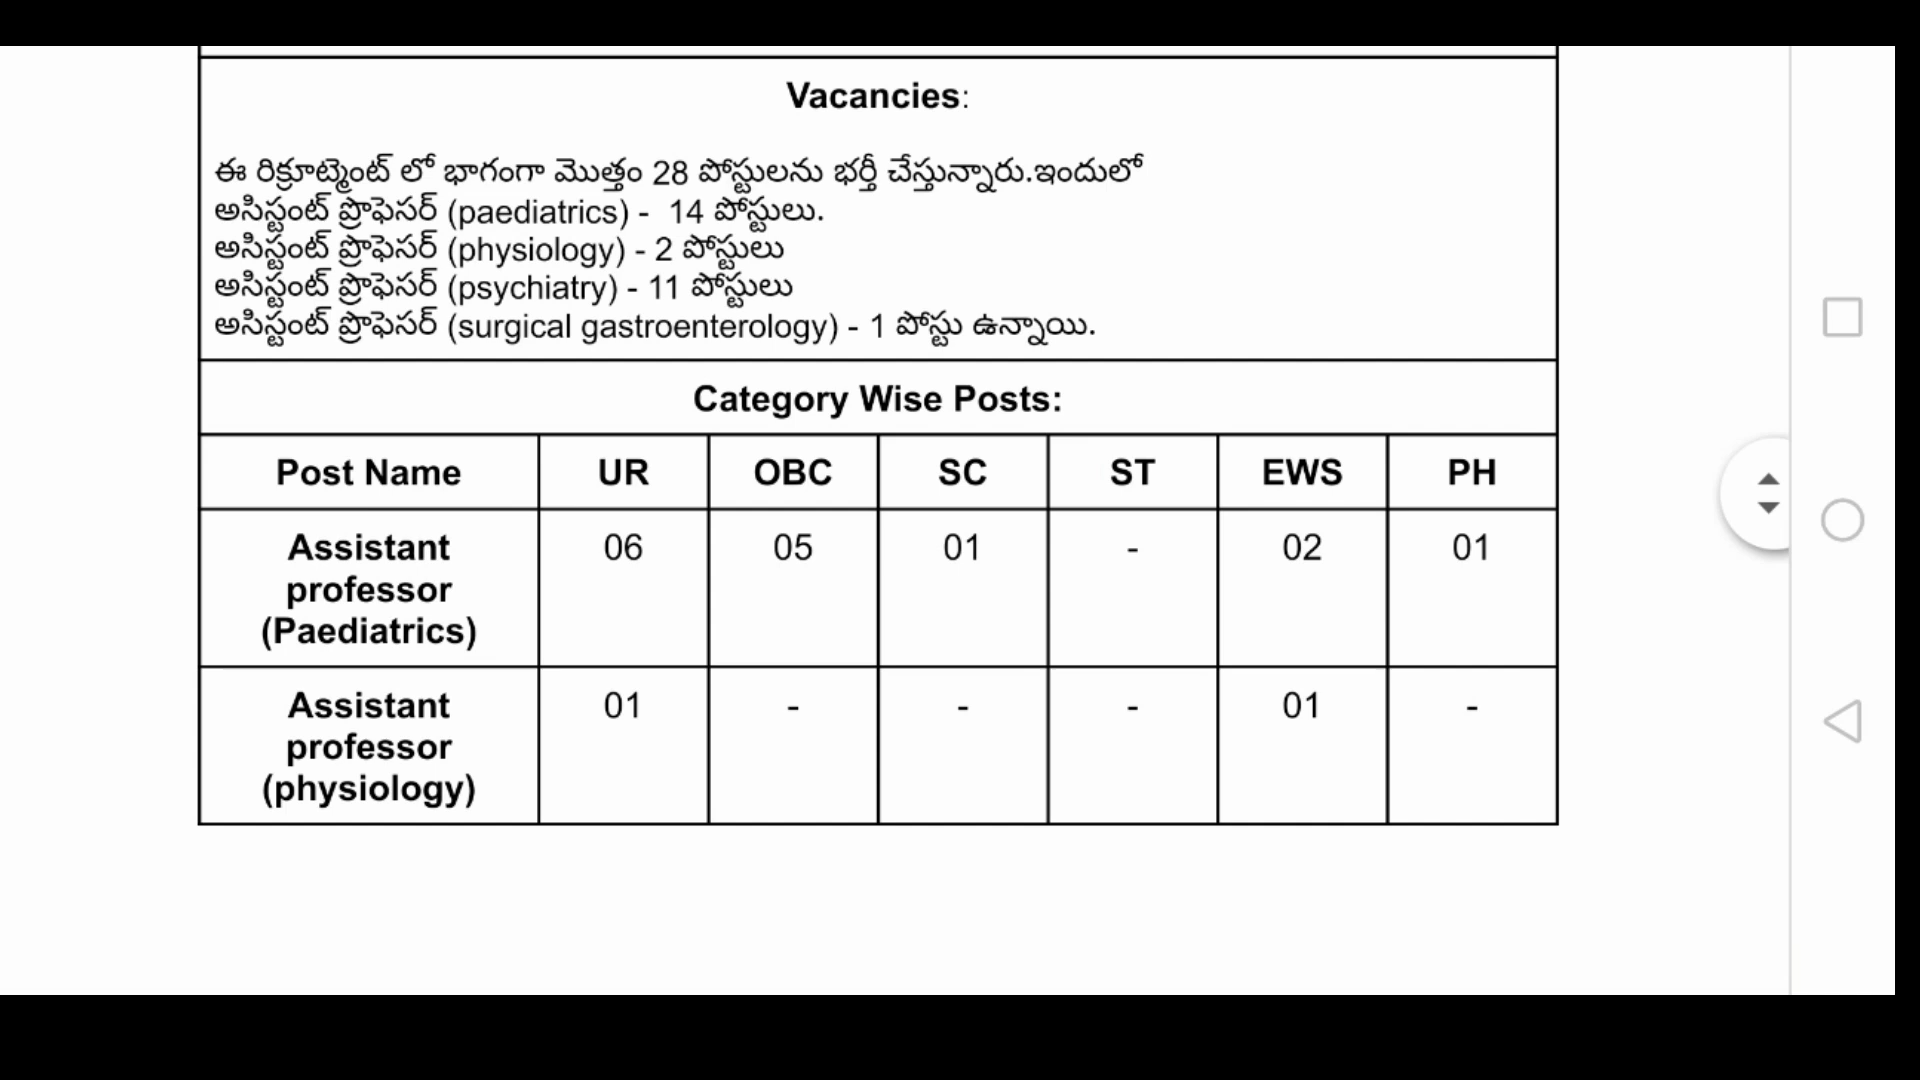 Vacancies:
ఈ రిక్రూట్మెంట్ లో భాగంగా మొత్తం 28 పోస్టులను భర్తీ చేస్తున్నారు.ఇందులో
అసిస్టంట్ ప్రొఫెసర్ (paediatrics) - 14 పోస్టులు.
అసిస్టంట్ ప్రొఫెసర్ (physiology) - 2 పోస్టులు
అసిస్టంట్ ప్రొఫెసర్ (psychiatry) - 11 పోస్టులు
అసిస్టంట్ ప్రొఫెసర్ (surgical gastroenterology) - 1 పోస్టు ఉన్నాయి.
Category Wise Posts:
Post Name UR OBC SC ST EWS PH
Assistant 06 05 01 - 02 01
professor
(Paediatrics)
Assistant 01 - - - 01 -
professor
(physiology)